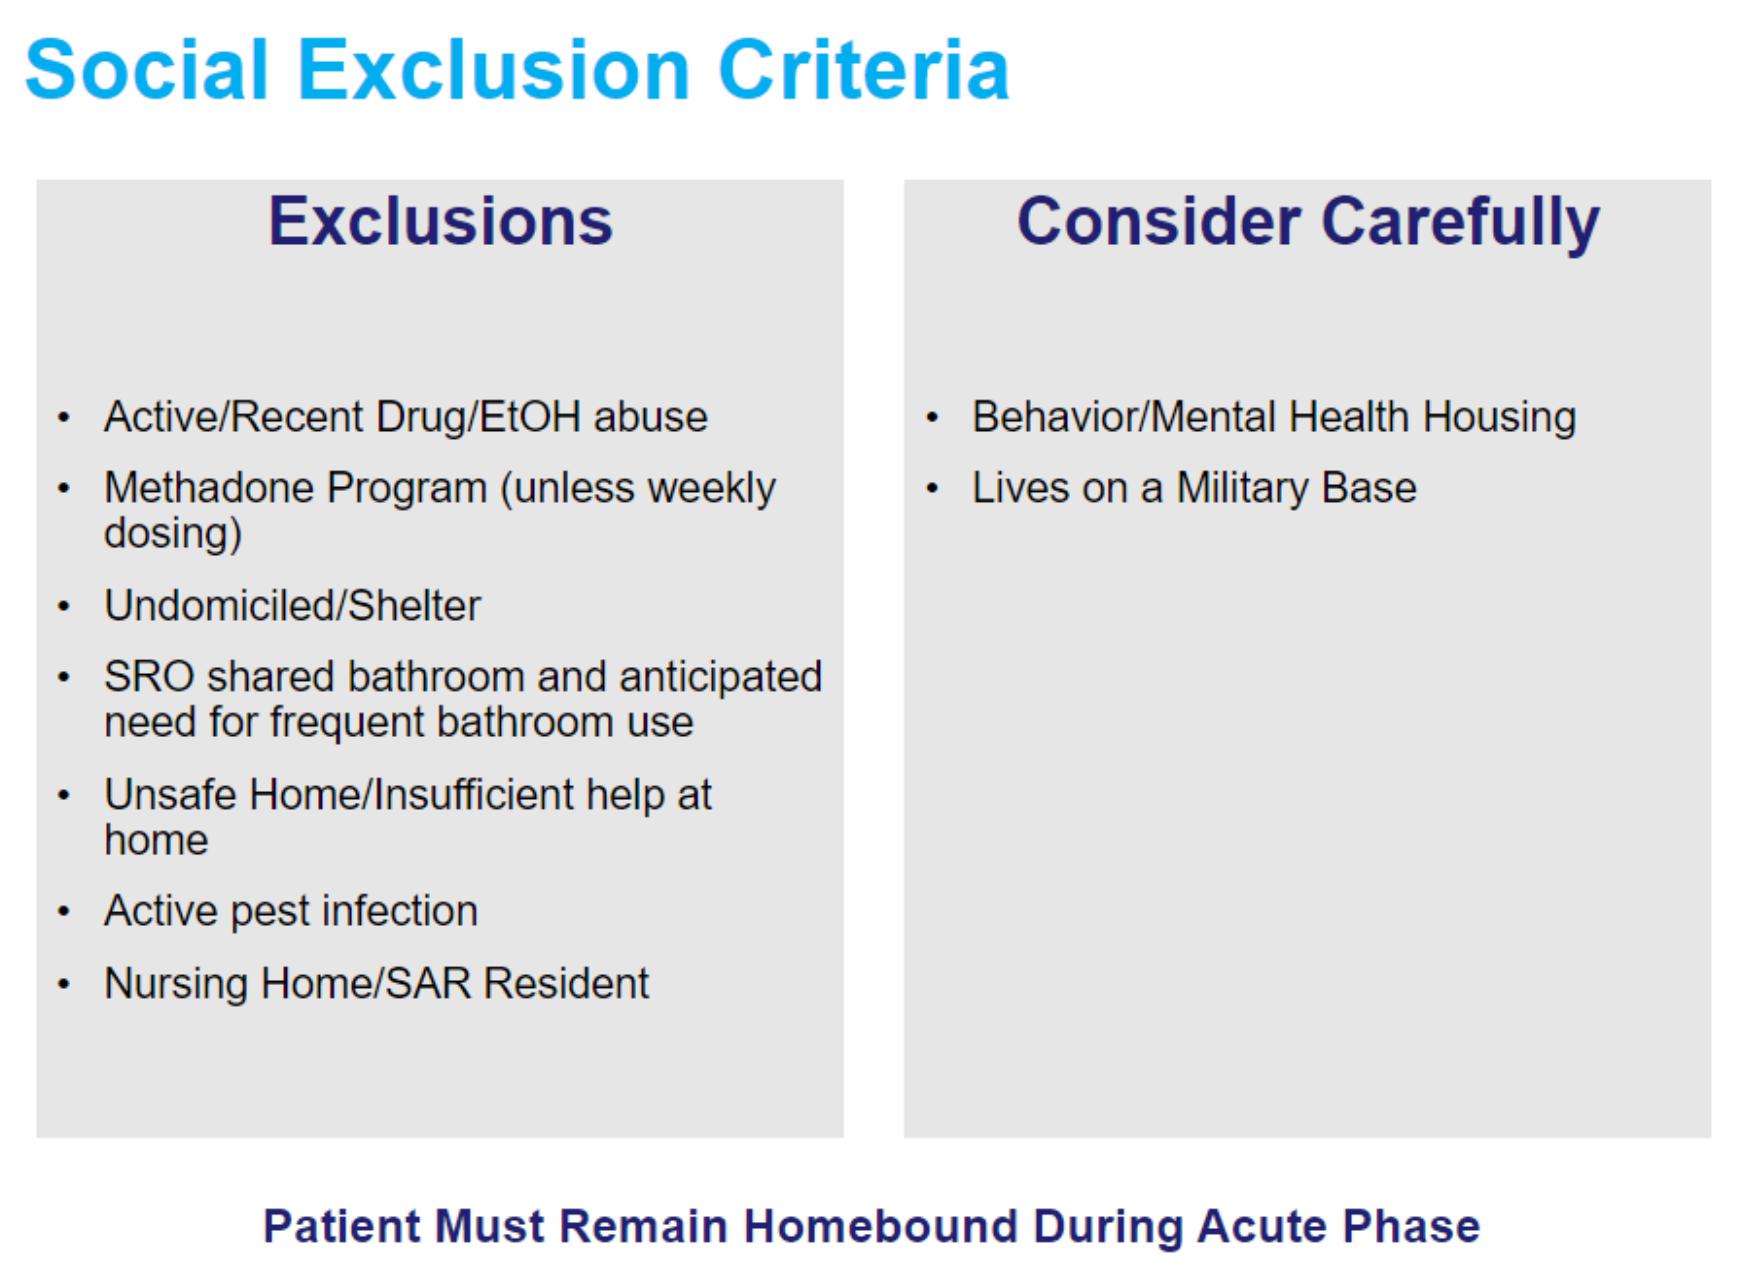 Social Exclusion Criteria
Exclusions
• Active/Recent Drug/EtOH abuse
• Methadone Program (unless weekly
dosing)
• Undomiciled/Shelter
• SRO shared bathroom and anticipated
need for frequent bathroom use
• Unsafe Home/Insufficient help at
home
• Active pest infection
• Nursing Home/SAR Resident
Consider Carefully
• Behavior/Mental Health Housing
• Lives on a Military Base
Patient Must Remain Homebound During Acute Phase